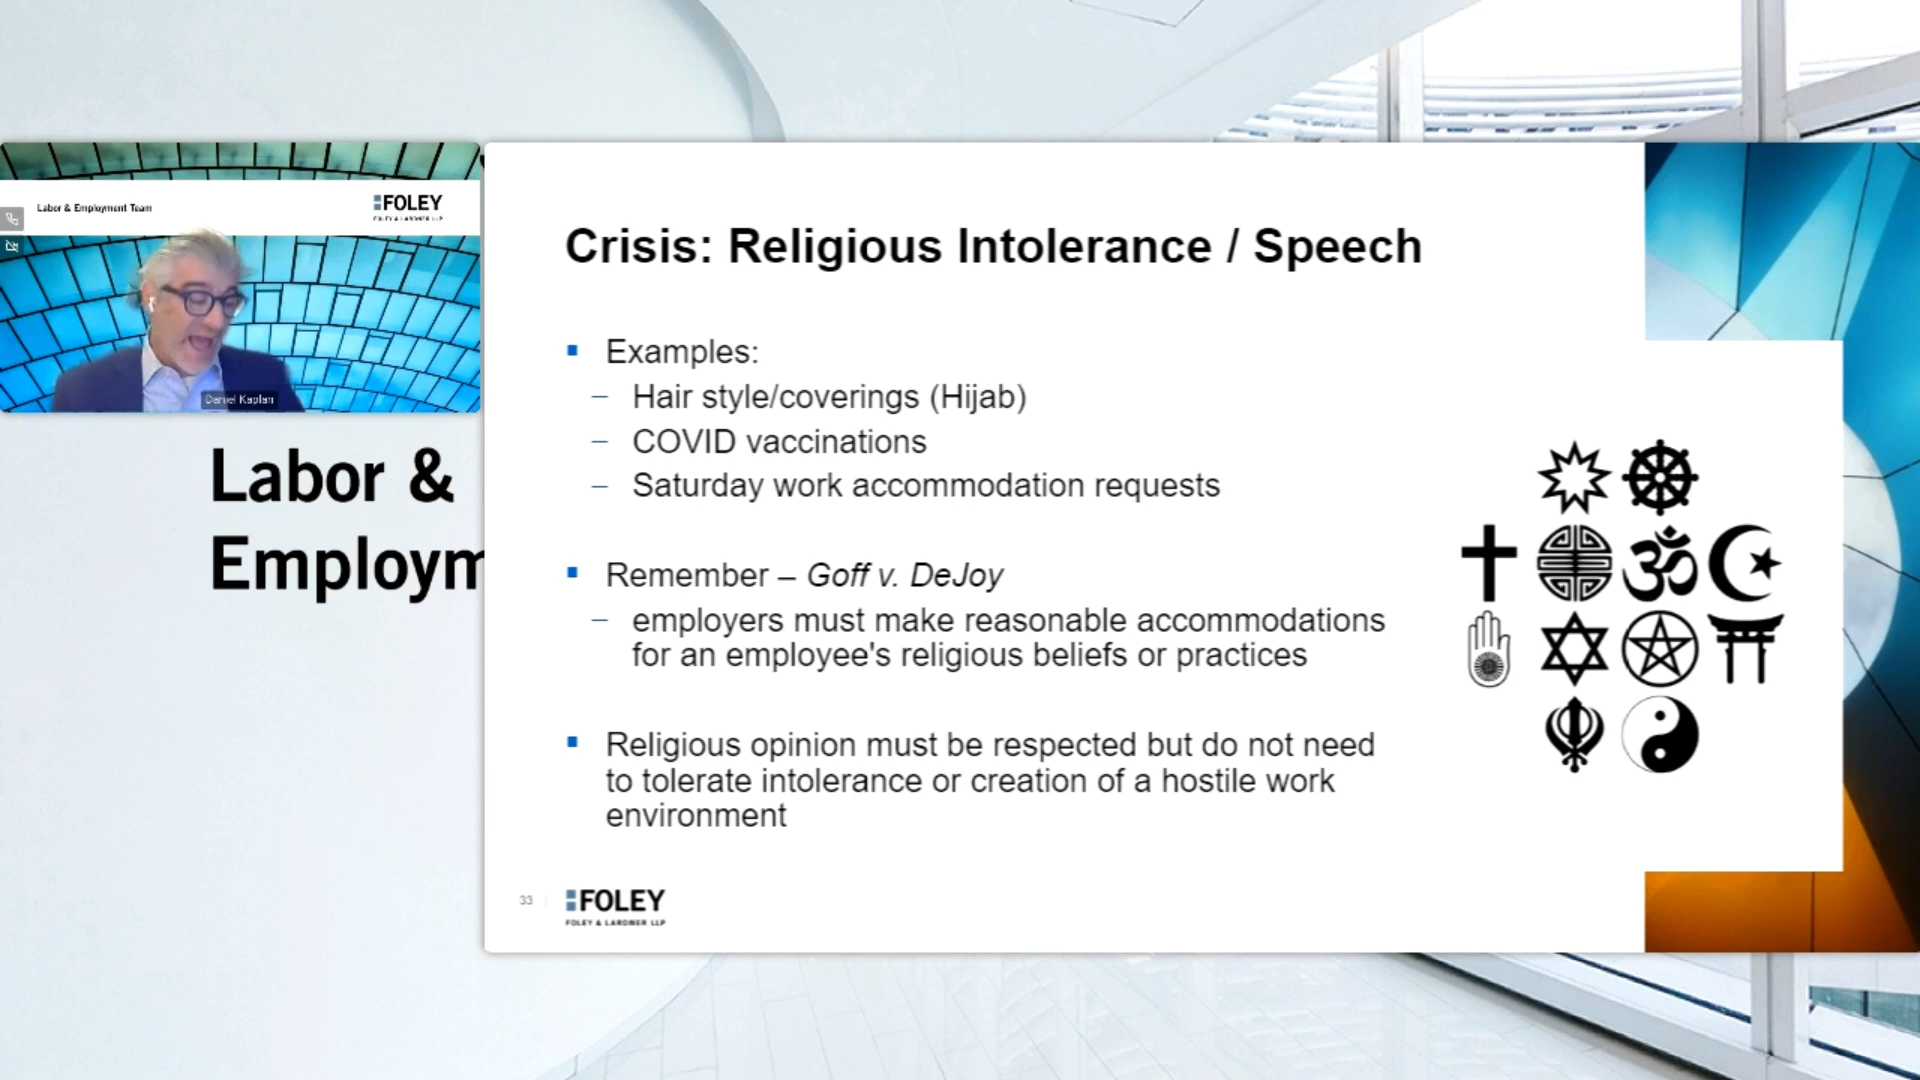 Labor & Employment Team
FOLEY
FOLEY & LARDNER LLP
Daniel Kaplan
Labor &
Employm
Crisis: Religious Intolerance / Speech
Examples:
– Hair style/coverings (Hijab)
– COVID vaccinations
– Saturday work accommodation requests
Remember – Goff v. DeJoy
– employers must make reasonable accommodations
for an employee's religious beliefs or practices
Religious opinion must be respected but do not need
to tolerate intolerance or creation of a hostile work
environment
33
FOLEY
FOLEY & LARDNER LLP